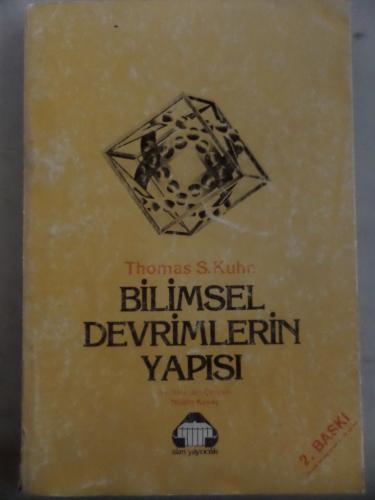 Thomas S. Kuhn
BİLİMSEL
DEVRİMLERİN
YAPISI
alan yayıncılık
2. BASKI